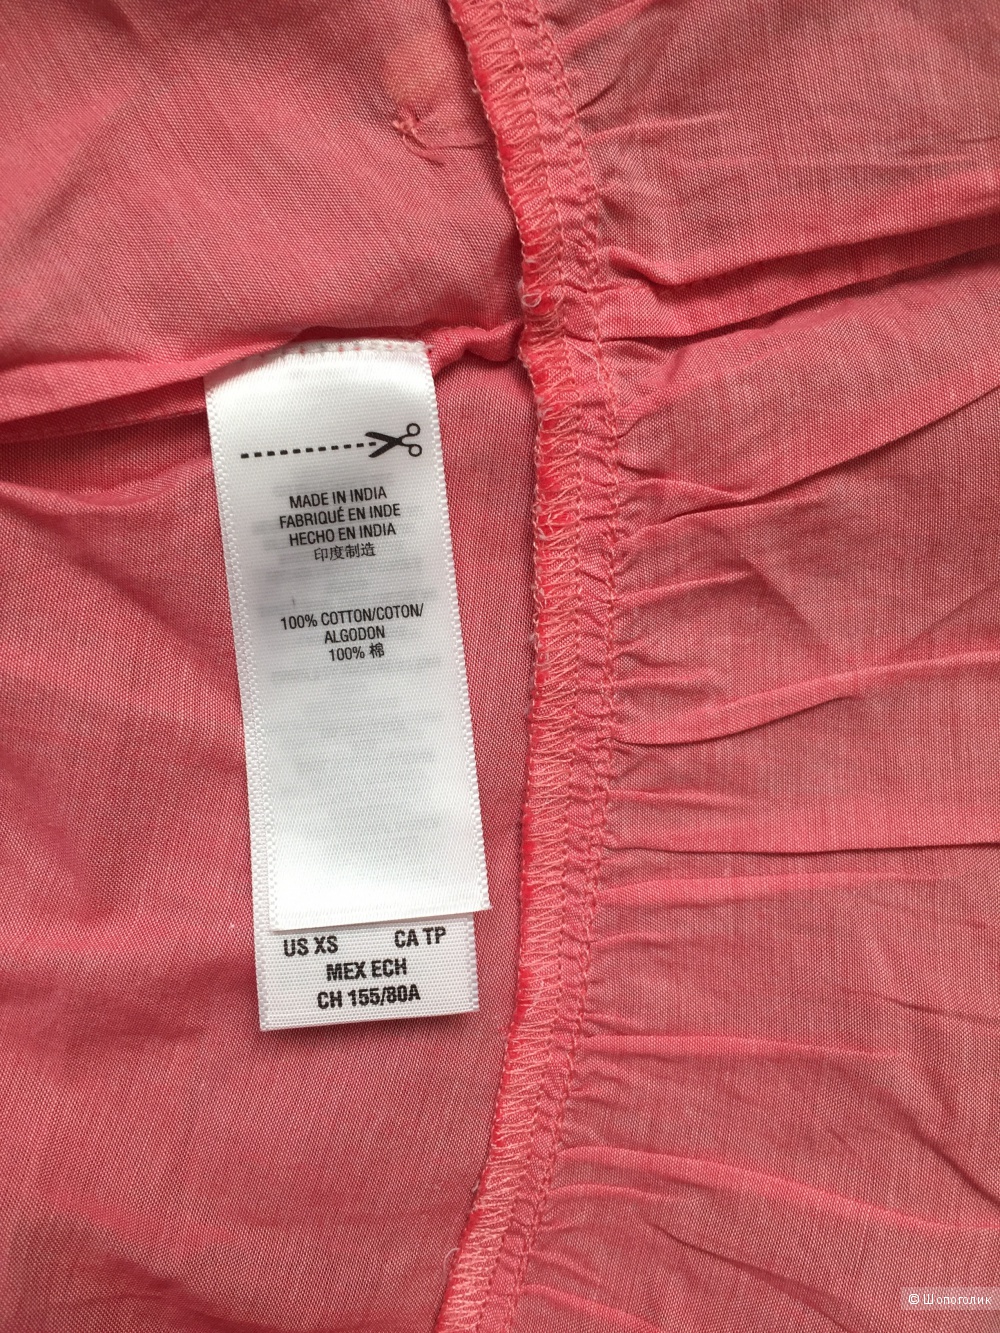 MADE IN INDIA
FABRIQUÉ EN INDE
HECHO EN INDIA
印度制造
100% COTTON/COTON/
ALGODON
100% 棉
US XS CA TP
MEX ECH
CH 155/80A
© Шопоголик